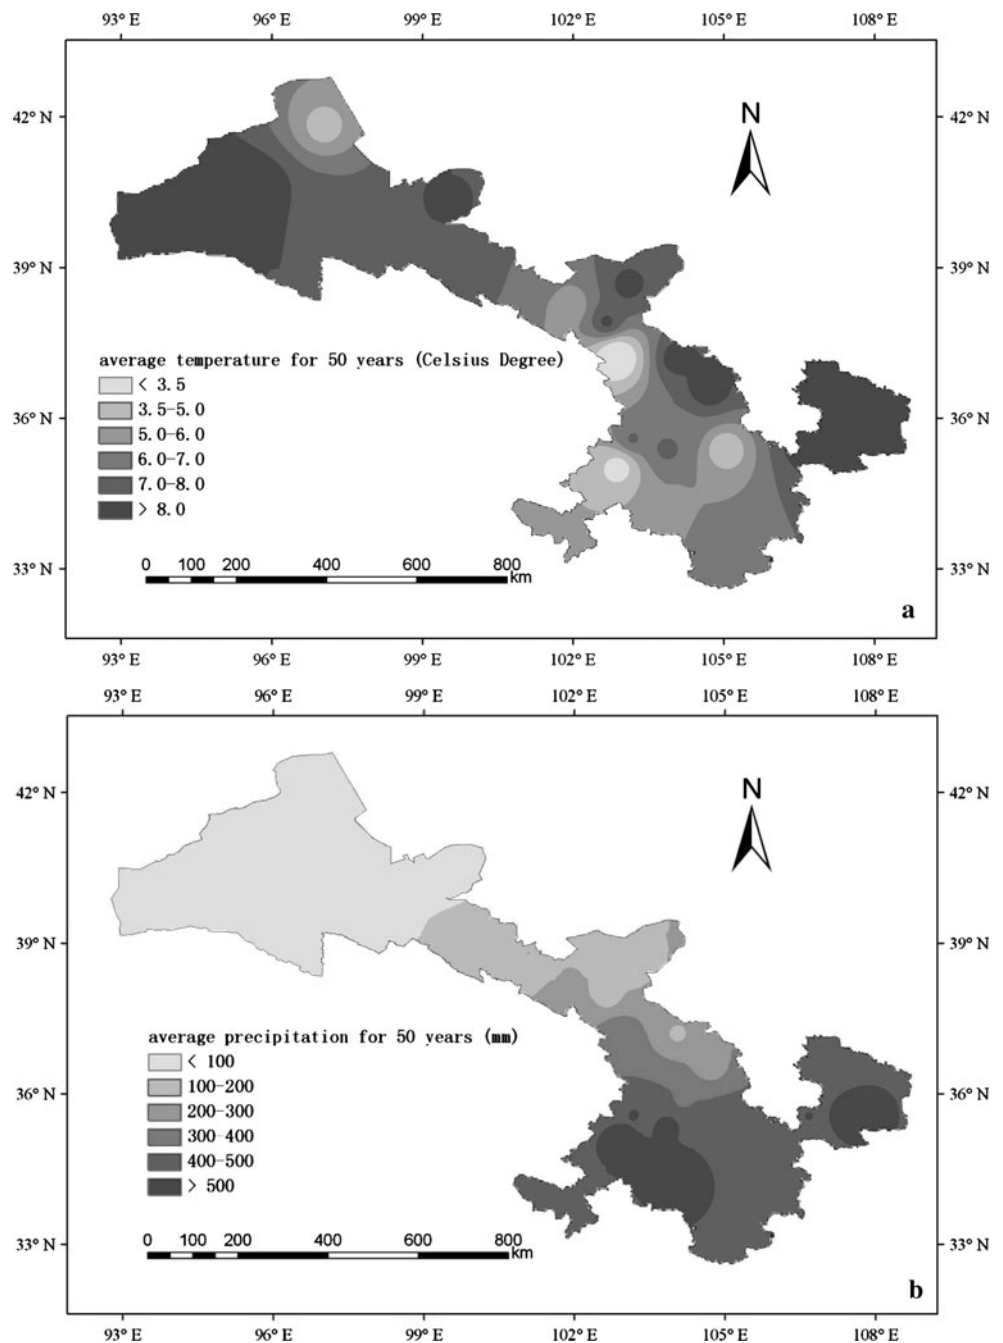 93° E 96° E 99° E 102° E 105° E 108° E
42° N 42° N
N
39° N 39° N
average temperature for 50 years (Celsius Degree)
< 3.5
3.5-5.0
36° N 36° N
5.0-6.0
6.0-7.0
7.0-8.0
> 8.0
33° N 33° N
0 100 200 400 600 800
km
a
93° E 96° E 99° E 102° E 105° E 108° E
93° E 96° E 99° E 102° E 105° E 108° E
42° N 42° N
N
39° N 39° N
average precipitation for 50 years (mm)
< 100
100-200
36° N 36° N
200-300
300-400
400-500
> 500
33° N 33° N
0 100 200 400 600 800
km
b
93° E 96° E 99° E 102° E 105° E 108° E